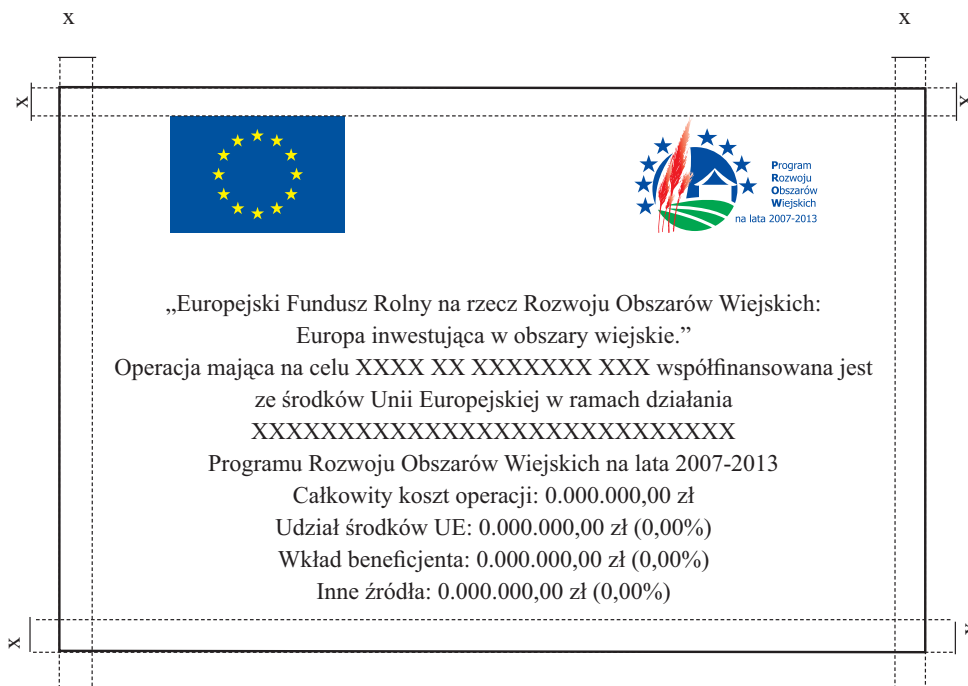 x x
x x
Program
Rozwoju
Obszarów
Wiejskich
na lata 2007-2013
„Europejski Fundusz Rolny na rzecz Rozwoju Obszarów Wiejskich:
Europa inwestująca w obszary wiejskie.”
Operacja mająca na celu XXXX XX XXXXXXX XXX współfinansowana jest
ze środków Unii Europejskiej w ramach działania
XXXXXXXXXXXXXXXXXXXXXXXXXXXX
Programu Rozwoju Obszarów Wiejskich na lata 2007-2013
Całkowity koszt operacji: 0.000.000,00 zł
Udział środków UE: 0.000.000,00 zł (0,00%)
Wkład beneficjenta: 0.000.000,00 zł (0,00%)
Inne źródła: 0.000.000,00 zł (0,00%)
x x